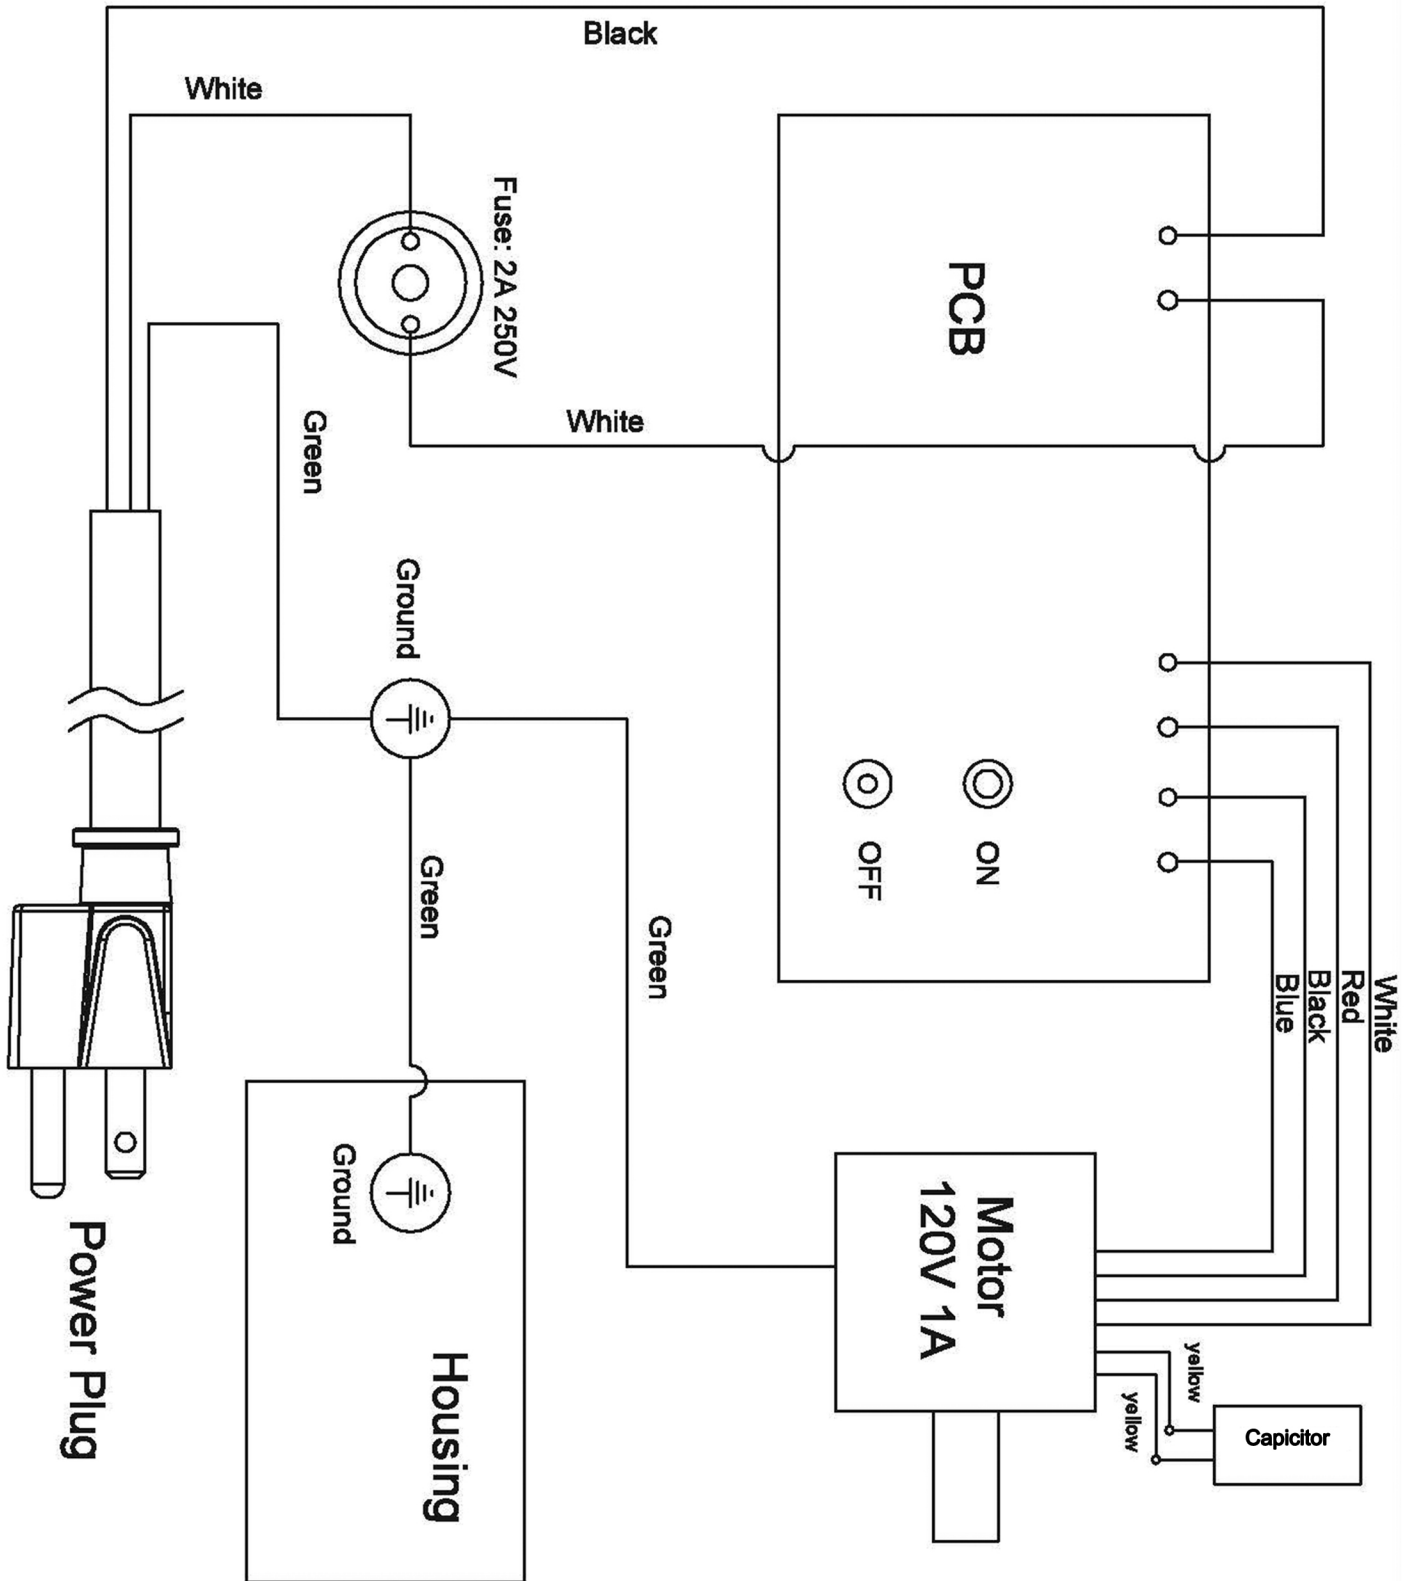 Black
White
Fuse: 2A 250V
PCB
Green
White
Ground
ON
OFF
Green
Green
White
Red
Black
Blue
Ground
Motor
120V 1A
Power Plug
Housing
yellow
yellow
Capicitor